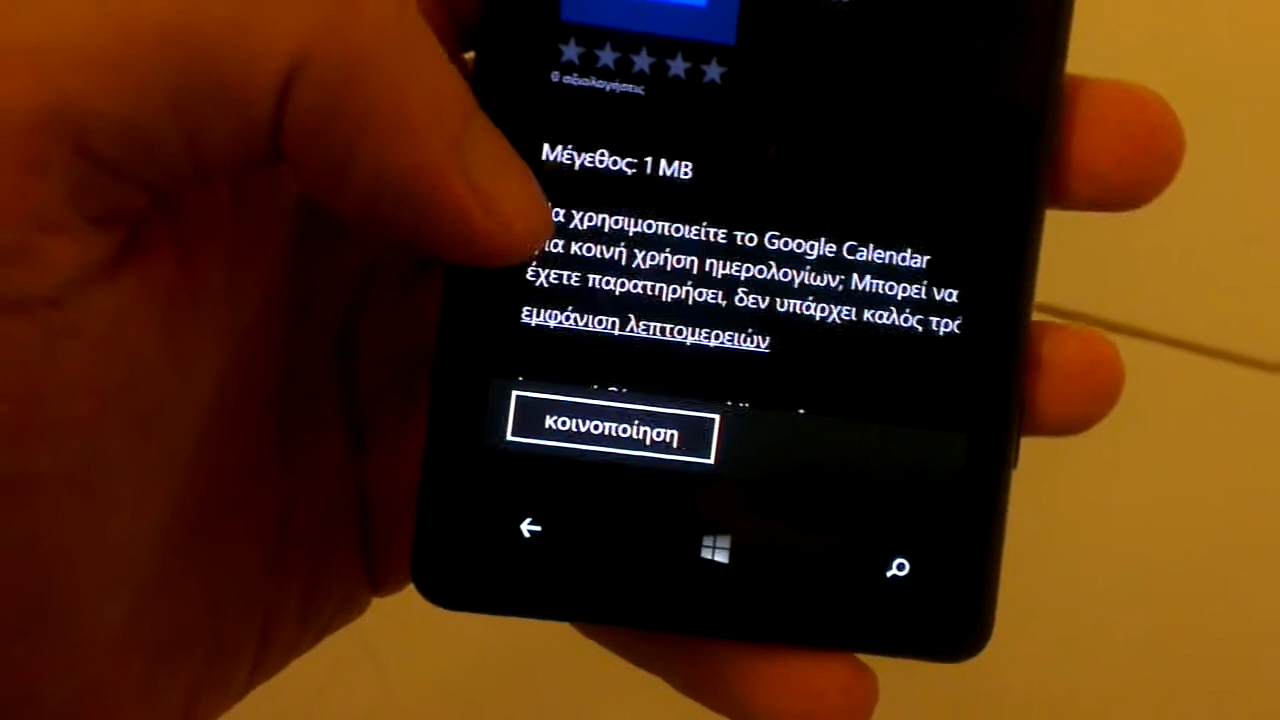 0 αξιολογήσεις
Μέγεθος: 1 MB
χρησιμοποιείτε το Google Calendar
κοινή χρήση ημερολογίων; Μπορεί να
έχετε παρατηρήσει, δεν υπάρχει καλός
εμφάνιση λεπτομερειών
κοινοποίηση